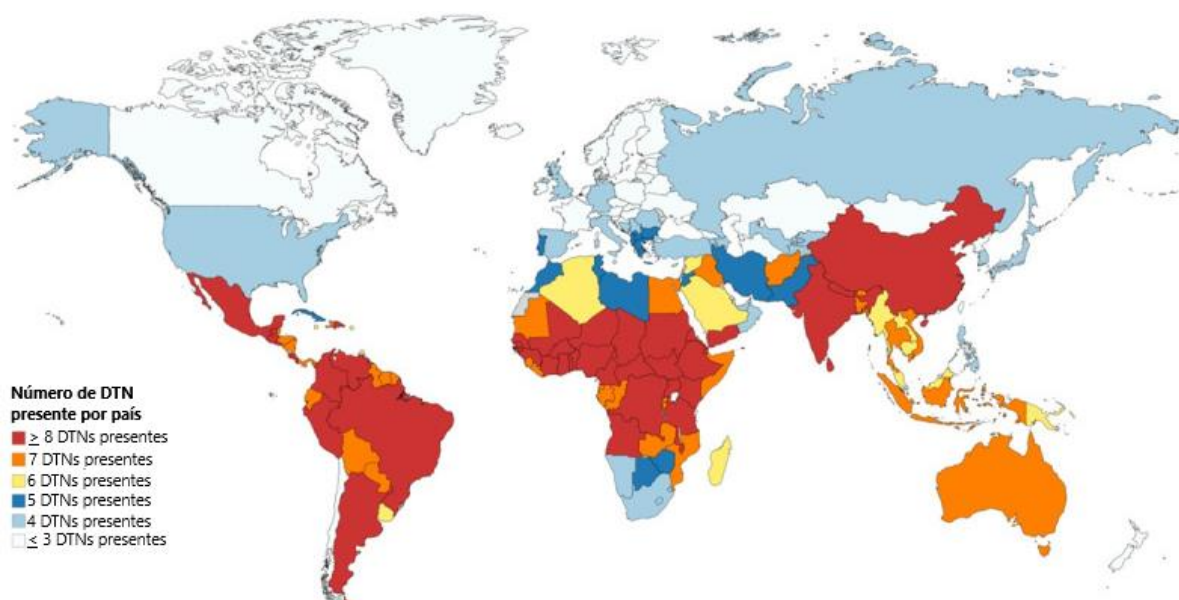 Número de DTN
presente por país
≥ 8 DTNs presentes
7 DTNs presentes
6 DTNs presentes
5 DTNs presentes
4 DTNs presentes
≤ 3 DTNs presentes